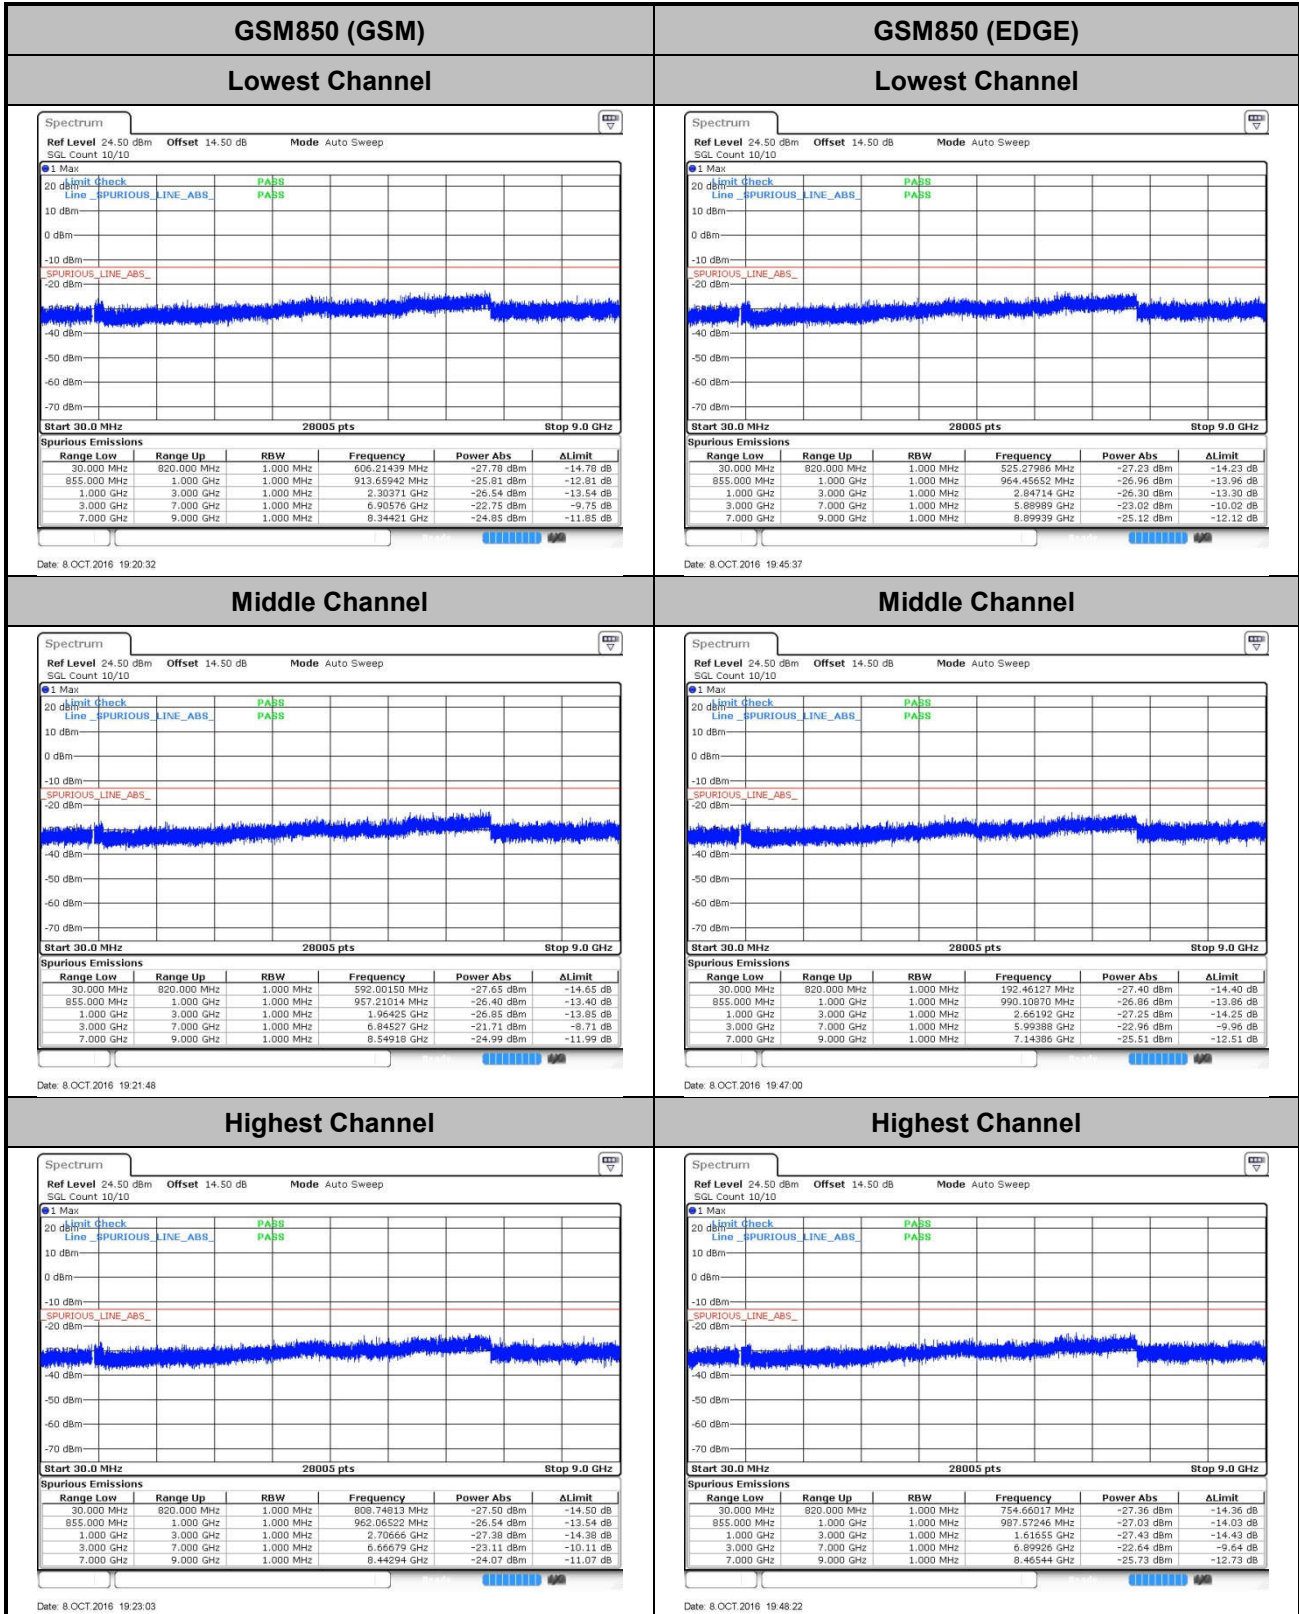 GSM850 (GSM)
GSM850 (EDGE)
Lowest Channel
Lowest Channel
Spectrum
Ref Level 24.50 dBm Offset 14.50 dB Mode Auto Sweep
SGL Count 10/10
1 Max
20 dBm Limit Check PASS
Line _SPURIOUS_LINE_ABS_ PASS
10 dBm
0 dBm
-10 dBm
_SPURIOUS_LINE_ABS_
-20 dBm
-40 dBm
-50 dBm
-60 dBm
-70 dBm
Start 30.0 MHz 28005 pts Stop 9.0 GHz
Spurious Emissions
Range Low Range Up RBW Frequency Power Abs ΔLimit
30.000 MHz 820.000 MHz 1.000 MHz 606.21439 MHz -27.78 dBm -14.78 dB
855.000 MHz 1.000 GHz 1.000 MHz 913.65942 MHz -25.81 dBm -12.81 dB
1.000 GHz 3.000 GHz 1.000 MHz 2.30371 GHz -26.54 dBm -13.54 dB
3.000 GHz 7.000 GHz 1.000 MHz 6.90576 GHz -22.75 dBm -9.75 dB
7.000 GHz 9.000 GHz 1.000 MHz 8.34421 GHz -24.85 dBm -11.85 dB
Date: 8.OCT.2016 19:20:32
Spectrum
Ref Level 24.50 dBm Offset 14.50 dB Mode Auto Sweep
SGL Count 10/10
1 Max
20 dBm Limit Check PASS
Line _SPURIOUS_LINE_ABS_ PASS
10 dBm
0 dBm
-10 dBm
_SPURIOUS_LINE_ABS_
-20 dBm
-40 dBm
-50 dBm
-60 dBm
-70 dBm
Start 30.0 MHz 28005 pts Stop 9.0 GHz
Spurious Emissions
Range Low Range Up RBW Frequency Power Abs ΔLimit
30.000 MHz 820.000 MHz 1.000 MHz 525.27986 MHz -27.23 dBm -14.23 dB
855.000 MHz 1.000 GHz 1.000 MHz 964.45652 MHz -26.96 dBm -13.96 dB
1.000 GHz 3.000 GHz 1.000 MHz 2.84714 GHz -26.30 dBm -13.30 dB
3.000 GHz 7.000 GHz 1.000 MHz 5.88989 GHz -23.02 dBm -10.02 dB
7.000 GHz 9.000 GHz 1.000 MHz 8.89939 GHz -25.12 dBm -12.12 dB
Date: 8.OCT.2016 19:45:37
Middle Channel
Middle Channel
Spectrum
Ref Level 24.50 dBm Offset 14.50 dB Mode Auto Sweep
SGL Count 10/10
1 Max
20 dBm Limit Check PASS
Line _SPURIOUS_LINE_ABS_ PASS
10 dBm
0 dBm
-10 dBm
_SPURIOUS_LINE_ABS_
-20 dBm
-40 dBm
-50 dBm
-60 dBm
-70 dBm
Start 30.0 MHz 28005 pts Stop 9.0 GHz
Spurious Emissions
Range Low Range Up RBW Frequency Power Abs ΔLimit
30.000 MHz 820.000 MHz 1.000 MHz 592.00150 MHz -27.65 dBm -14.65 dB
855.000 MHz 1.000 GHz 1.000 MHz 957.21014 MHz -26.40 dBm -13.40 dB
1.000 GHz 3.000 GHz 1.000 MHz 1.96425 GHz -26.85 dBm -13.85 dB
3.000 GHz 7.000 GHz 1.000 MHz 6.84527 GHz -21.71 dBm -8.71 dB
7.000 GHz 9.000 GHz 1.000 MHz 8.54918 GHz -24.99 dBm -11.99 dB
Date: 8.OCT.2016 19:21:48
Spectrum
Ref Level 24.50 dBm Offset 14.50 dB Mode Auto Sweep
SGL Count 10/10
1 Max
20 dBm Limit Check PASS
Line _SPURIOUS_LINE_ABS_ PASS
10 dBm
0 dBm
-10 dBm
_SPURIOUS_LINE_ABS_
-20 dBm
-40 dBm
-50 dBm
-60 dBm
-70 dBm
Start 30.0 MHz 28005 pts Stop 9.0 GHz
Spurious Emissions
Range Low Range Up RBW Frequency Power Abs ΔLimit
30.000 MHz 820.000 MHz 1.000 MHz 192.46127 MHz -27.40 dBm -14.40 dB
855.000 MHz 1.000 GHz 1.000 MHz 990.10870 MHz -26.86 dBm -13.86 dB
1.000 GHz 3.000 GHz 1.000 MHz 2.66192 GHz -27.25 dBm -14.25 dB
3.000 GHz 7.000 GHz 1.000 MHz 5.99388 GHz -22.96 dBm -9.96 dB
7.000 GHz 9.000 GHz 1.000 MHz 7.14386 GHz -25.51 dBm -12.51 dB
Date: 8.OCT.2016 19:47:00
Highest Channel
Highest Channel
Spectrum
Ref Level 24.50 dBm Offset 14.50 dB Mode Auto Sweep
SGL Count 10/10
1 Max
20 dBm Limit Check PASS
Line _SPURIOUS_LINE_ABS_ PASS
10 dBm
0 dBm
-10 dBm
_SPURIOUS_LINE_ABS_
-20 dBm
-40 dBm
-50 dBm
-60 dBm
-70 dBm
Start 30.0 MHz 28005 pts Stop 9.0 GHz
Spurious Emissions
Range Low Range Up RBW Frequency Power Abs ΔLimit
30.000 MHz 820.000 MHz 1.000 MHz 808.74813 MHz -27.50 dBm -14.50 dB
855.000 MHz 1.000 GHz 1.000 MHz 962.06522 MHz -26.54 dBm -13.54 dB
1.000 GHz 3.000 GHz 1.000 MHz 2.70666 GHz -27.38 dBm -14.38 dB
3.000 GHz 7.000 GHz 1.000 MHz 6.66679 GHz -23.11 dBm -10.11 dB
7.000 GHz 9.000 GHz 1.000 MHz 8.44294 GHz -24.07 dBm -11.07 dB
Date: 8.OCT.2016 19:23:03
Spectrum
Ref Level 24.50 dBm Offset 14.50 dB Mode Auto Sweep
SGL Count 10/10
1 Max
20 dBm Limit Check PASS
Line _SPURIOUS_LINE_ABS_ PASS
10 dBm
0 dBm
-10 dBm
_SPURIOUS_LINE_ABS_
-20 dBm
-40 dBm
-50 dBm
-60 dBm
-70 dBm
Start 30.0 MHz 28005 pts Stop 9.0 GHz
Spurious Emissions
Range Low Range Up RBW Frequency Power Abs ΔLimit
30.000 MHz 820.000 MHz 1.000 MHz 754.66017 MHz -27.36 dBm -14.36 dB
855.000 MHz 1.000 GHz 1.000 MHz 987.57246 MHz -27.03 dBm -14.03 dB
1.000 GHz 3.000 GHz 1.000 MHz 1.61655 GHz -27.43 dBm -14.43 dB
3.000 GHz 7.000 GHz 1.000 MHz 6.89926 GHz -22.64 dBm -9.64 dB
7.000 GHz 9.000 GHz 1.000 MHz 8.46544 GHz -25.73 dBm -12.73 dB
Date: 8.OCT.2016 19:48:22